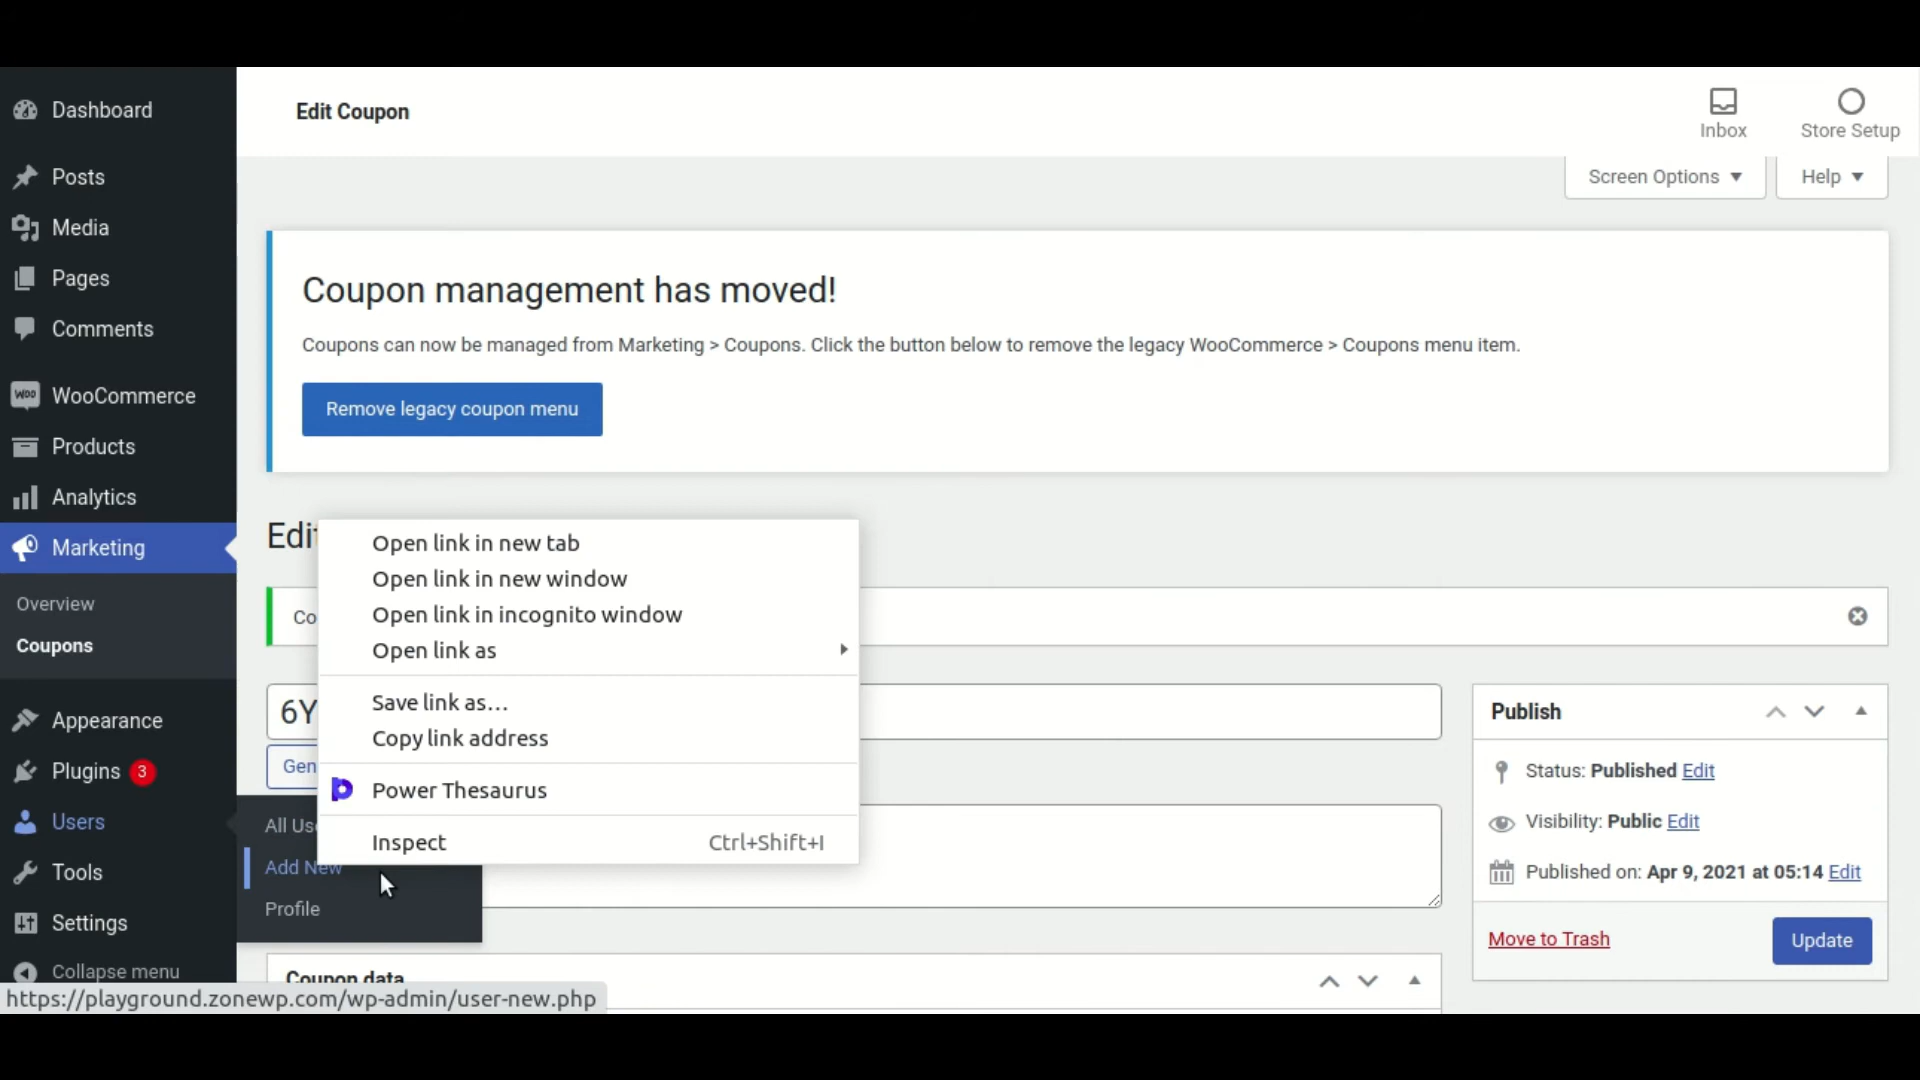 Dashboard
Posts
Media
Pages
Comments
WOO WooCommerce
Products
Analytics
Marketing
Overview
Coupons
Appearance
Plugins 3
Users
Tools
Settings
Collapse menu
Edit Coupon
Inbox
Store Setup
Screen Options
Help
Coupon management has moved!
Coupons can now be managed from Marketing > Coupons. Click the button below to remove the legacy WooCommerce > Coupons menu item.
Remove legacy coupon menu
Open link in new tab
Open link in new window
Open link in incognito window
Open link as
Save link as...
Copy link address
Power Thesaurus
Inspect Ctrl+Shift+I
Add New
Profile
Coupon data
Publish
Status: Published Edit
Visibility: Public Edit
Published on: Apr 9, 2021 at 05:14 Edit
Move to Trash
Update
https://playground.zonewp.com/wp-admin/user-new.php